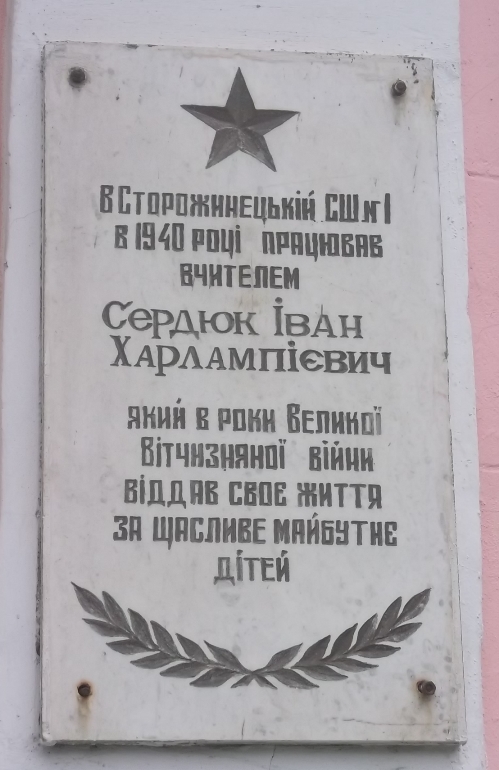 в Сторожинецькій СШ №1
в 1940 році працював
вчителем
Сердюк Іван
Харлампієвич
який в роки Великої
Вітчизняної війни
віддав своє життя
за щасливе майбутнє
дітей